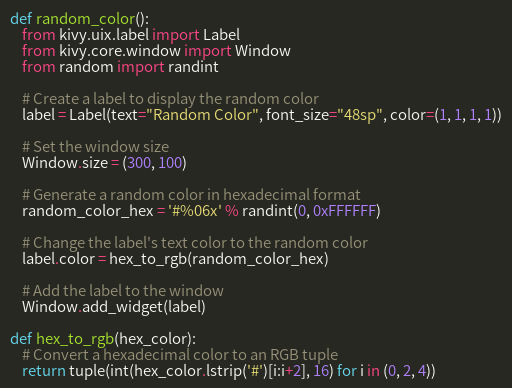 def random_color():
    from kivy.uix.label import Label
    from kivy.core.window import Window
    from random import randint
    # Create a label to display the random color
    label = Label(text="Random Color", font_size="48sp", color=(1, 1, 1, 1))
    # Set the window size
    Window.size = (300, 100)
    # Generate a random color in hexadecimal format
    random_color_hex = '#%06x' % randint(0, 0xFFFFFF)
    # Change the label's text color to the random color
    label.color = hex_to_rgb(random_color_hex)
    # Add the label to the window
    Window.add_widget(label)
def hex_to_rgb(hex_color):
    # Convert a hexadecimal color to an RGB tuple
    return tuple(int(hex_color.lstrip('#')[i:i+2], 16) for i in (0, 2, 4))